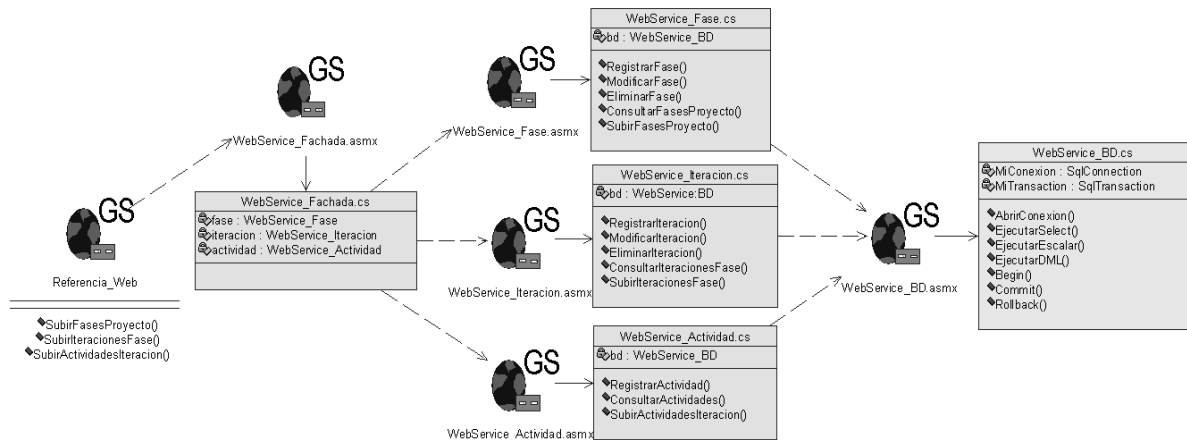 GS
Referencia_Web
SubirFasesProyecto()
SubirIteracionesFase()
SubirActividadesIteracion()
GS
WebService_Fachada.asmx
WebService_Fachada.cs
fase : WebService_Fase
iteracion : WebService_Iteracion
actividad : WebService_Actividad
GS
WebService_Fase.asmx
GS
WebService_Iteracion.asmx
GS
WebService_Actividad.asmx
WebService_Fase.cs
bd : WebService_BD
RegistrarFase()
ModificarFase()
EliminarFase()
ConsultarFasesProyecto()
SubirFasesProyecto()
WebService_Iteracion.cs
bd : WebService:BD
RegistrarIteracion()
ModificarIteracion()
EliminarIteracion()
ConsultarIteracionesFase()
SubirIteracionesFase()
WebService_Actividad.cs
bd : WebService_BD
RegistrarActividad()
ConsultarActividades()
SubirActividadesIteracion()
GS
WebService_BD.asmx
WebService_BD.cs
MiConexion : SqlConnection
MiTransaction : SqlTransaction
AbrirConexion()
EjecutarSelect()
EjecutarEscalar()
EjecutarDML()
Begin()
Commit()
Rollback()